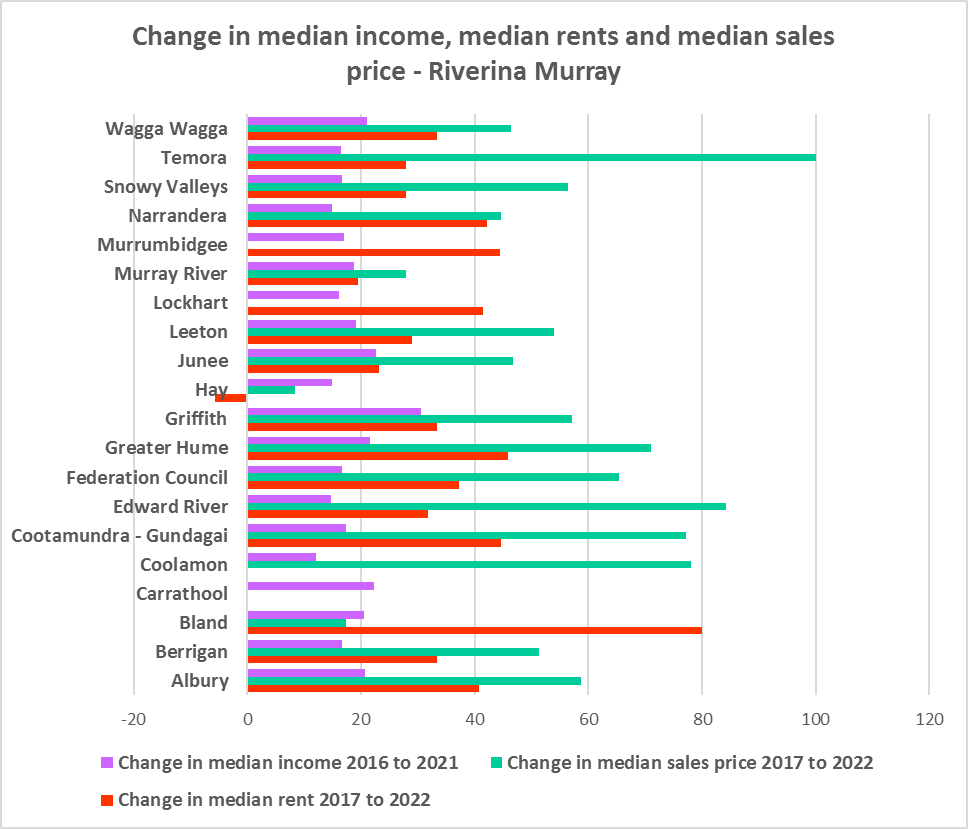 Change in median income, median rents and median sales
price - Riverina Murray
Wagga Wagga
Temora
Snowy Valleys
Narrandera
Murrumbidgee
Murray River
Lockhart
Leeton
Junee
Hay
Griffith
Greater Hume
Federation Council
Edward River
Cootamundra - Gundagai
Coolamon
Carrathool
Bland
Berrigan
Albury
-20 0 20 40 60 80 100 120
Change in median income 2016 to 2021 Change in median sales price 2017 to 2022
Change in median rent 2017 to 2022